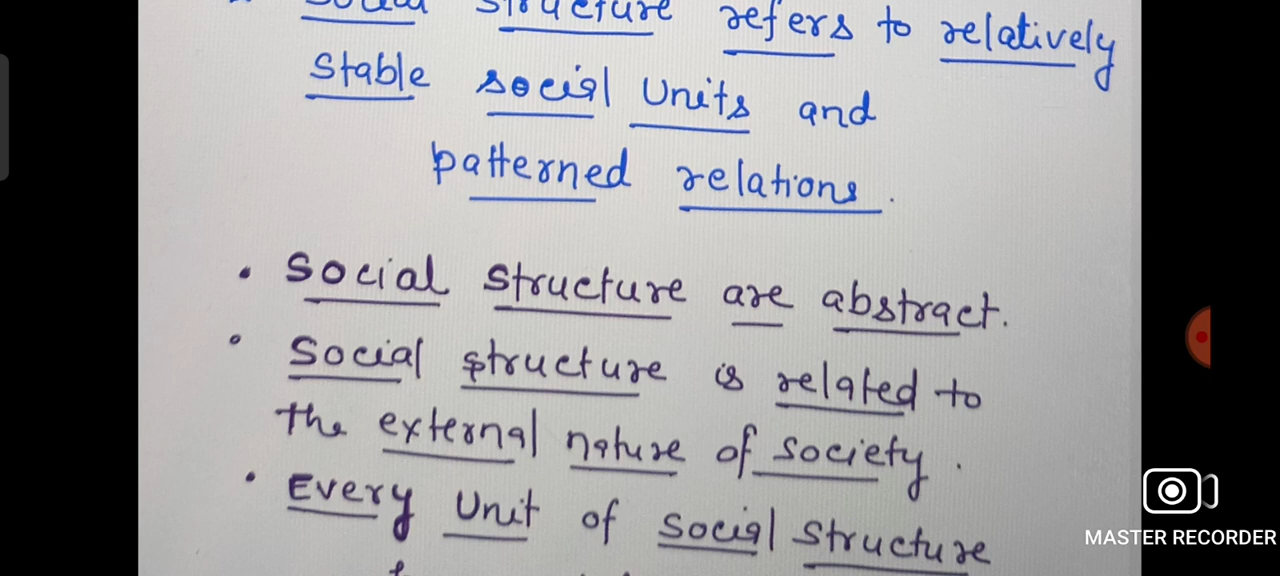 Social structure refers to relatively
stable social Units and
patterned relations.
• Social structure are abstract.
• Social structure is related to
the external nature of society.
• Every Unit of social structure
MASTER RECORDER